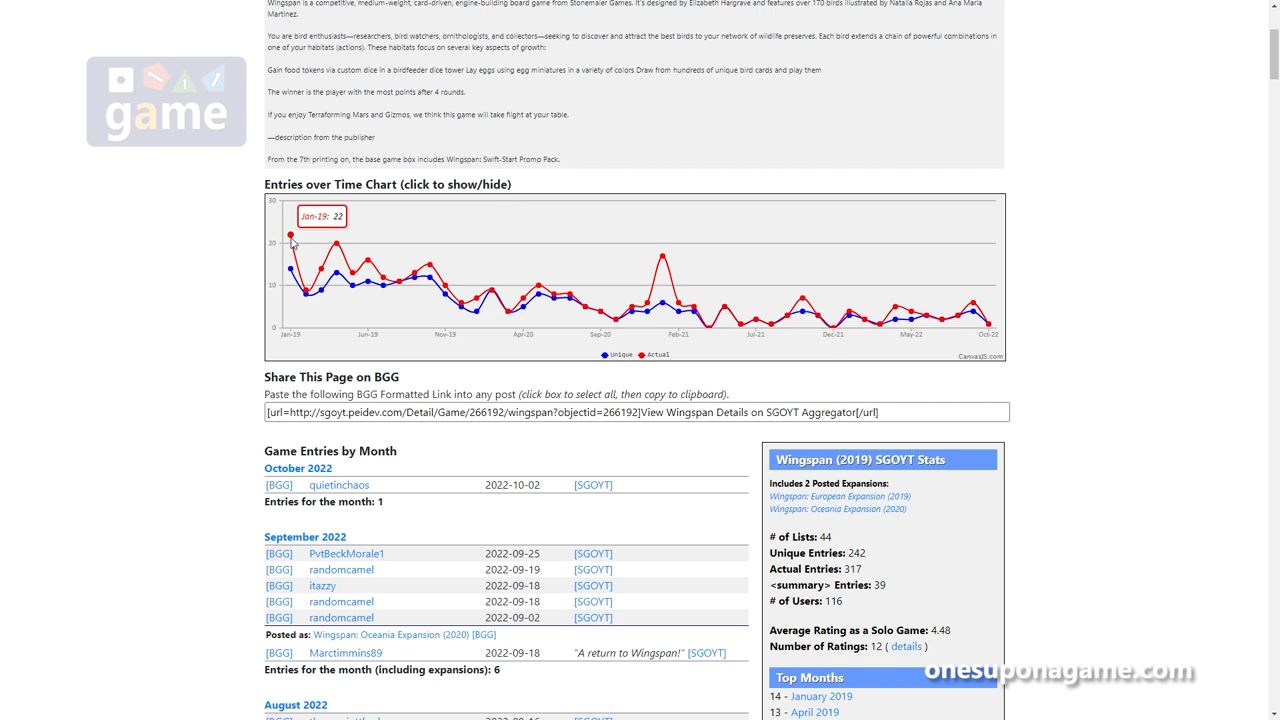 Wingspan is a competitive, medium-weight, card-driven, engine-building board game from Stonemaier Games. It's designed by Elizabeth Hargrave and features over 170 birds illustrated by Natalia Rojas and Ana Maria
Martinez.
You are bird enthusiasts—researchers, bird watchers, ornithologists, and collectors—seeking to discover and attract the best birds to your network of wildlife preserves. Each bird extends a chain of powerful combinations in
one of your habitats (actions). These habitats focus on several key aspects of growth:
Gain food tokens via custom dice in a birdfeeder dice tower Lay eggs using egg miniatures in a variety of colors Draw from hundreds of unique bird cards and play them
The winner is the player with the most points after 4 rounds.
If you enjoy Terraforming Mars and Gizmos, we think this game will take flight at your table.
—description from the publisher
From the 7th printing on, the base game box includes Wingspan: Swift-Start Promo Pack.
game
Entries over Time Chart (click to show/hide)
30
20
10
0
Jan-19: 22
Jan-19 Jun-19 Nov-19 Apr-20 Sep-20 Feb-21 Jul-21 Dec-21 May-22 Oct-22
Unique Actual
CanvasJS.com
Share This Page on BGG
Paste the following BGG Formatted Link into any post (click box to select all, then copy to clipboard).
[url=http://sgoyt.peidev.com/Detail/Game/266192/wingspan?objectid=266192]View Wingspan Details on SGOYT Aggregator[/url]
Game Entries by Month
October 2022
[BGG] quietinchaos 2022-10-02 [SGOYT]
Entries for the month: 1
September 2022
[BGG] PvtBeckMorale1 2022-09-25 [SGOYT]
[BGG] randomcamel 2022-09-19 [SGOYT]
[BGG] itazzy 2022-09-18 [SGOYT]
[BGG] randomcamel 2022-09-18 [SGOYT]
[BGG] randomcamel 2022-09-02 [SGOYT]
Posted as: Wingspan: Oceania Expansion (2020) [BGG]
[BGG] Marctimmins89 2022-09-18 "A return to Wingspan!" [SGOYT]
Entries for the month (including expansions): 6
August 2022
Wingspan (2019) SGOYT Stats
Includes 2 Posted Expansions:
Wingspan: European Expansion (2019)
Wingspan: Oceania Expansion (2020)
# of Lists: 44
Unique Entries: 242
Actual Entries: 317
<summary> Entries: 39
# of Users: 116
Average Rating as a Solo Game: 4.48
Number of Ratings: 12 ( details )
Top Months
14 - January 2019
13 - April 2019
onesuponagame.com